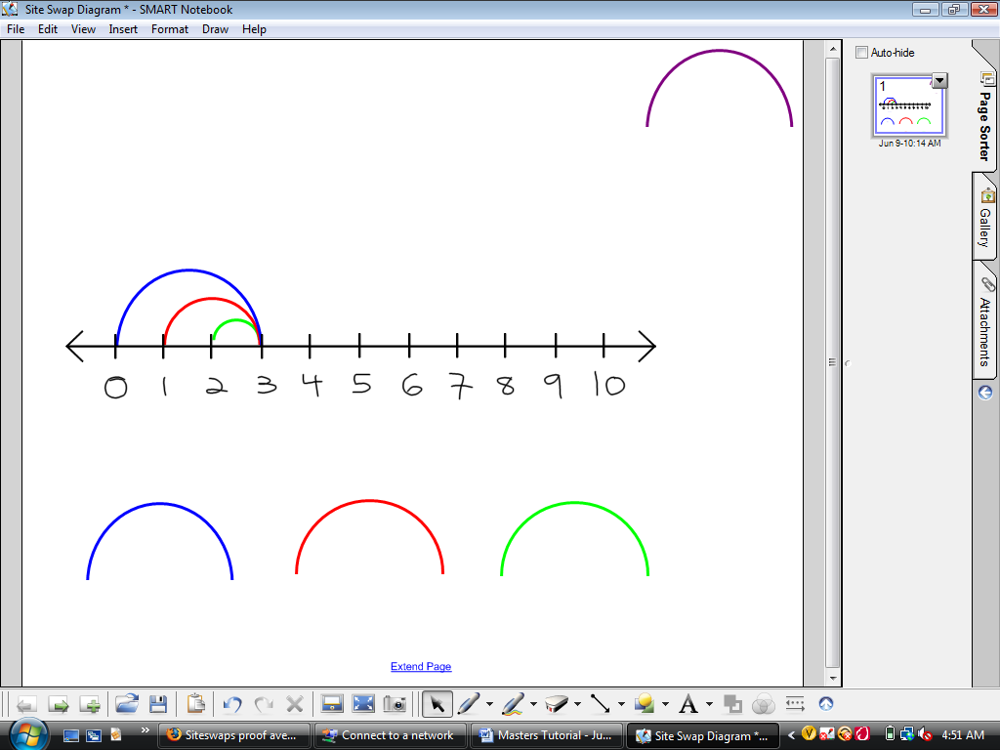 Site Swap Diagram * - SMART Notebook
File Edit View Insert Format Draw Help
Auto-hide
1
Jun 9-10:14 AM
Page Sorter
Gallery
Attachments
0 1 2 3 4 5 6 7 8 9 10
Extend Page
Siteswaps proof ave... Connect to a network Masters Tutorial - Ju... Site Swap Diagram *... 4:51 AM